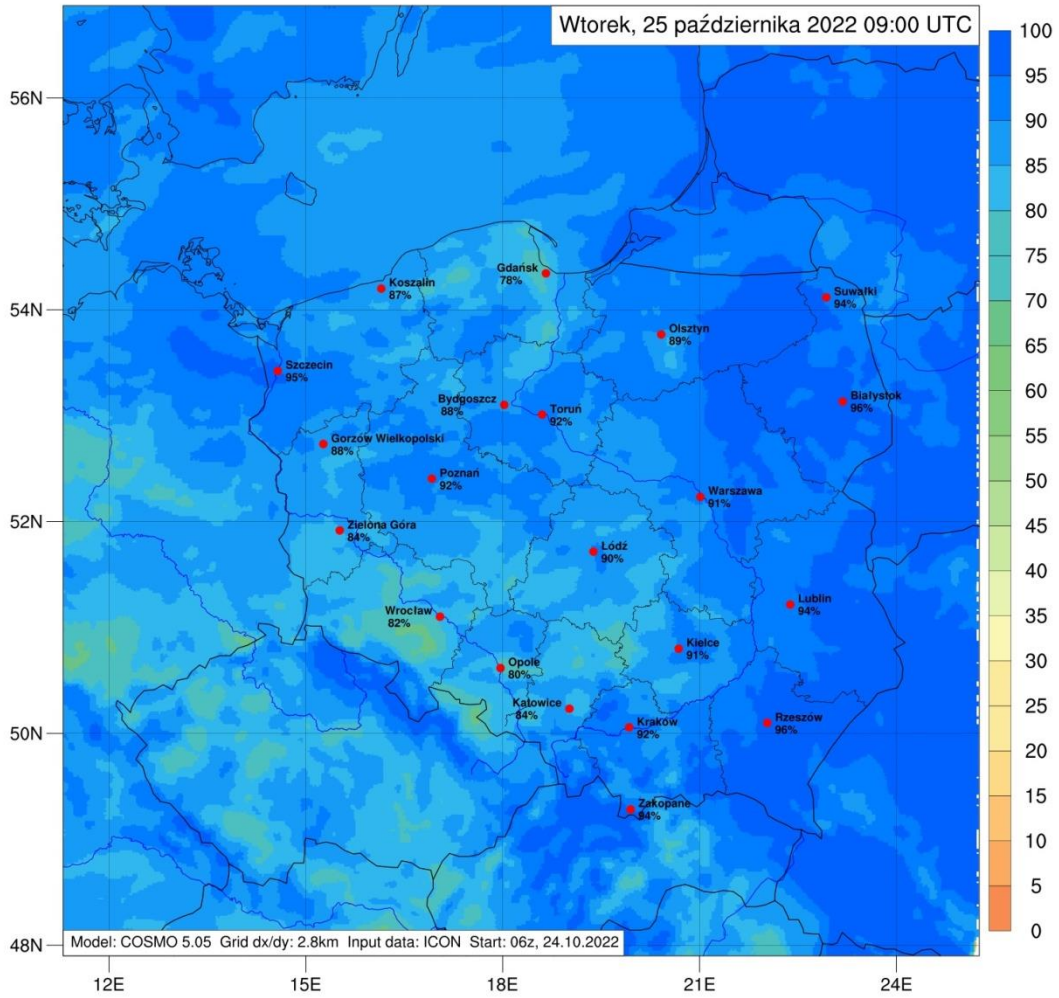 Wtorek, 25 października 2022 09:00 UTC
100
95
90
85
80
75
70
65
60
55
50
45
40
35
30
25
20
15
10
5
0
56N
54N
52N
50N
48N
Gdańsk
78%
Koszalin
87%
Suwałki
94%
Olsztyn
89%
Szczecin
95%
Bydgoszcz
88%
Toruń
92%
Białystok
96%
Gorzów Wielkopolski
88%
Poznań
92%
Warszawa
91%
Zielona Góra
84%
Łódź
90%
Wrocław
82%
Lublin
94%
Kielce
91%
Opole
80%
Katowice
84%
Kraków
92%
Rzeszów
96%
Zakopane
94%
Model: COSMO 5.05 Grid dx/dy: 2.8km Input data: ICON Start: 06z, 24.10.2022
12E
15E
18E
21E
24E